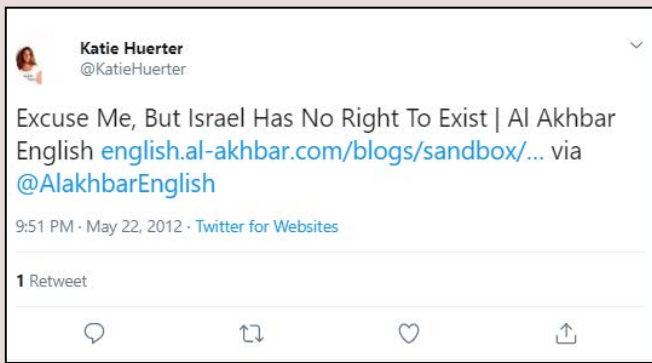 Katie Huerter
@KatieHuerter
Excuse Me, But Israel Has No Right To Exist | Al Akhbar
English english.al-akhbar.com/blogs/sandbox/... via
@AlakhbarEnglish
9:51 PM · May 22, 2012 · Twitter for Websites
1 Retweet